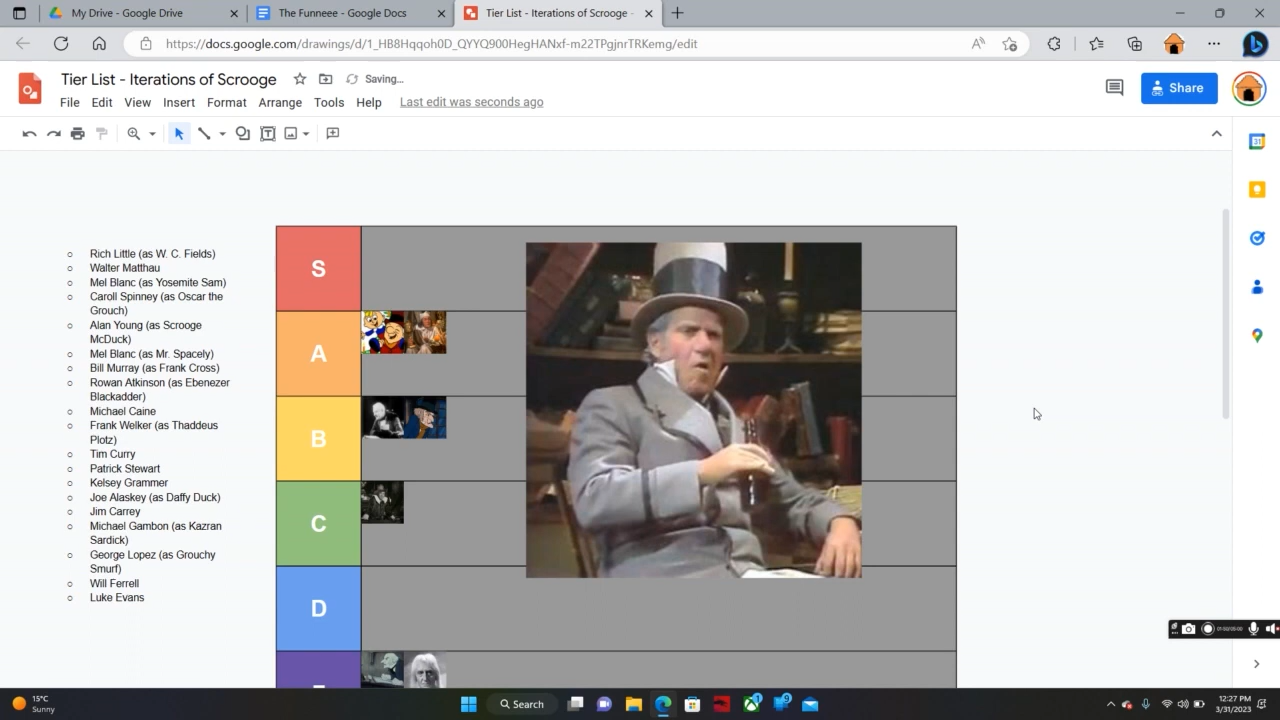 My Drive - Google Drive
The Funneee - Google Docs
Tier List - Iterations of Scrooge -
https://docs.google.com/drawings/d/1_HB8Hqqoh0D_QYYQ900HegHANxf-m22TPgjnrTRKemg/edit
Tier List - Iterations of Scrooge
Saving...
File Edit View Insert Format Arrange Tools Help Last edit was seconds ago
Share
31
Rich Little (as W. C. Fields)
Walter Matthau
Mel Blanc (as Yosemite Sam)
Caroll Spinney (as Oscar the
Grouch)
Alan Young (as Scrooge
McDuck)
Mel Blanc (as Mr. Spacely)
Bill Murray (as Frank Cross)
Rowan Atkinson (as Ebenezer
Blackadder)
Michael Caine
Frank Welker (as Thaddeus
Plotz)
Tim Curry
Patrick Stewart
Kelsey Grammer
Joe Alaskey (as Daffy Duck)
Jim Carrey
Michael Gambon (as Kazran
Sardick)
George Lopez (as Grouchy
Smurf)
Will Ferrell
Luke Evans
S
A
B
C
D
15°C
Sunny
Search
1
9
12:27 PM
3/31/2023